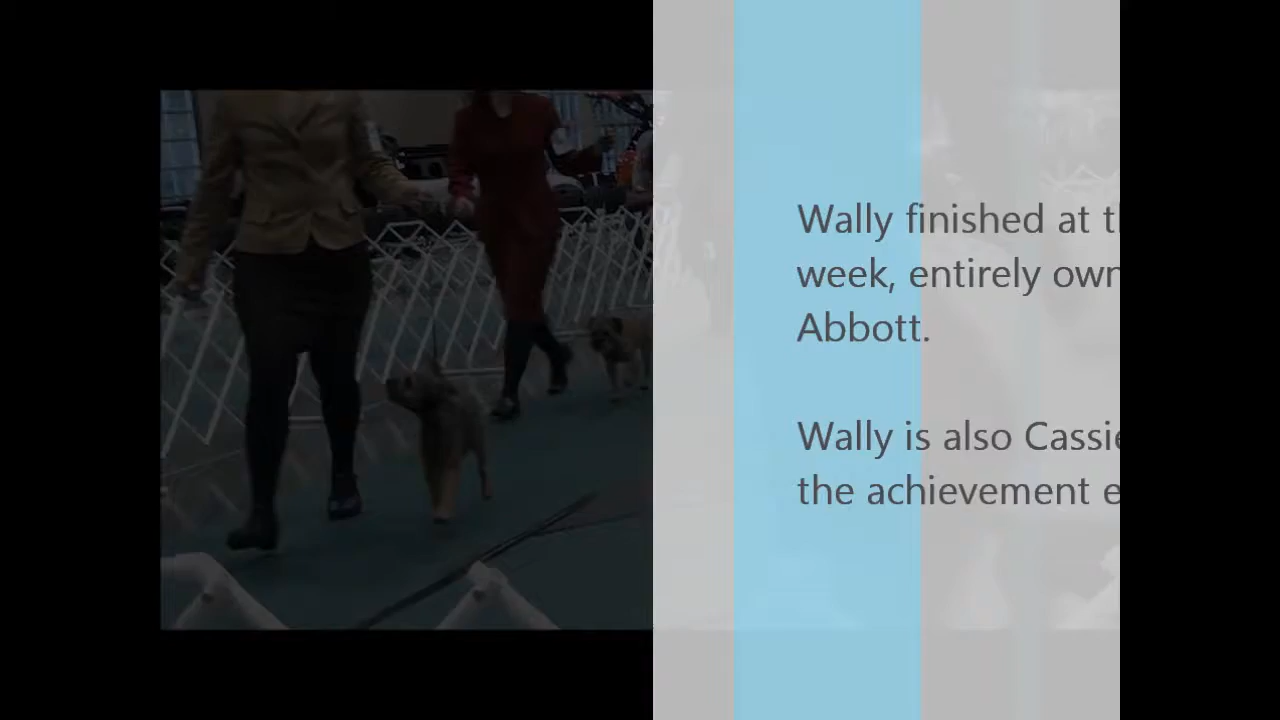 Wally finished at
week, entirely own
Abbott.
Wally is also Cassie
the achievement